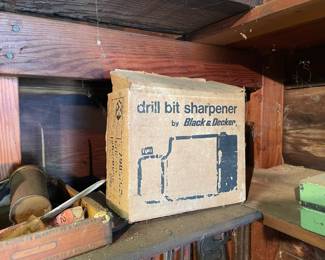 drill bit sharpener
by Black & Decker